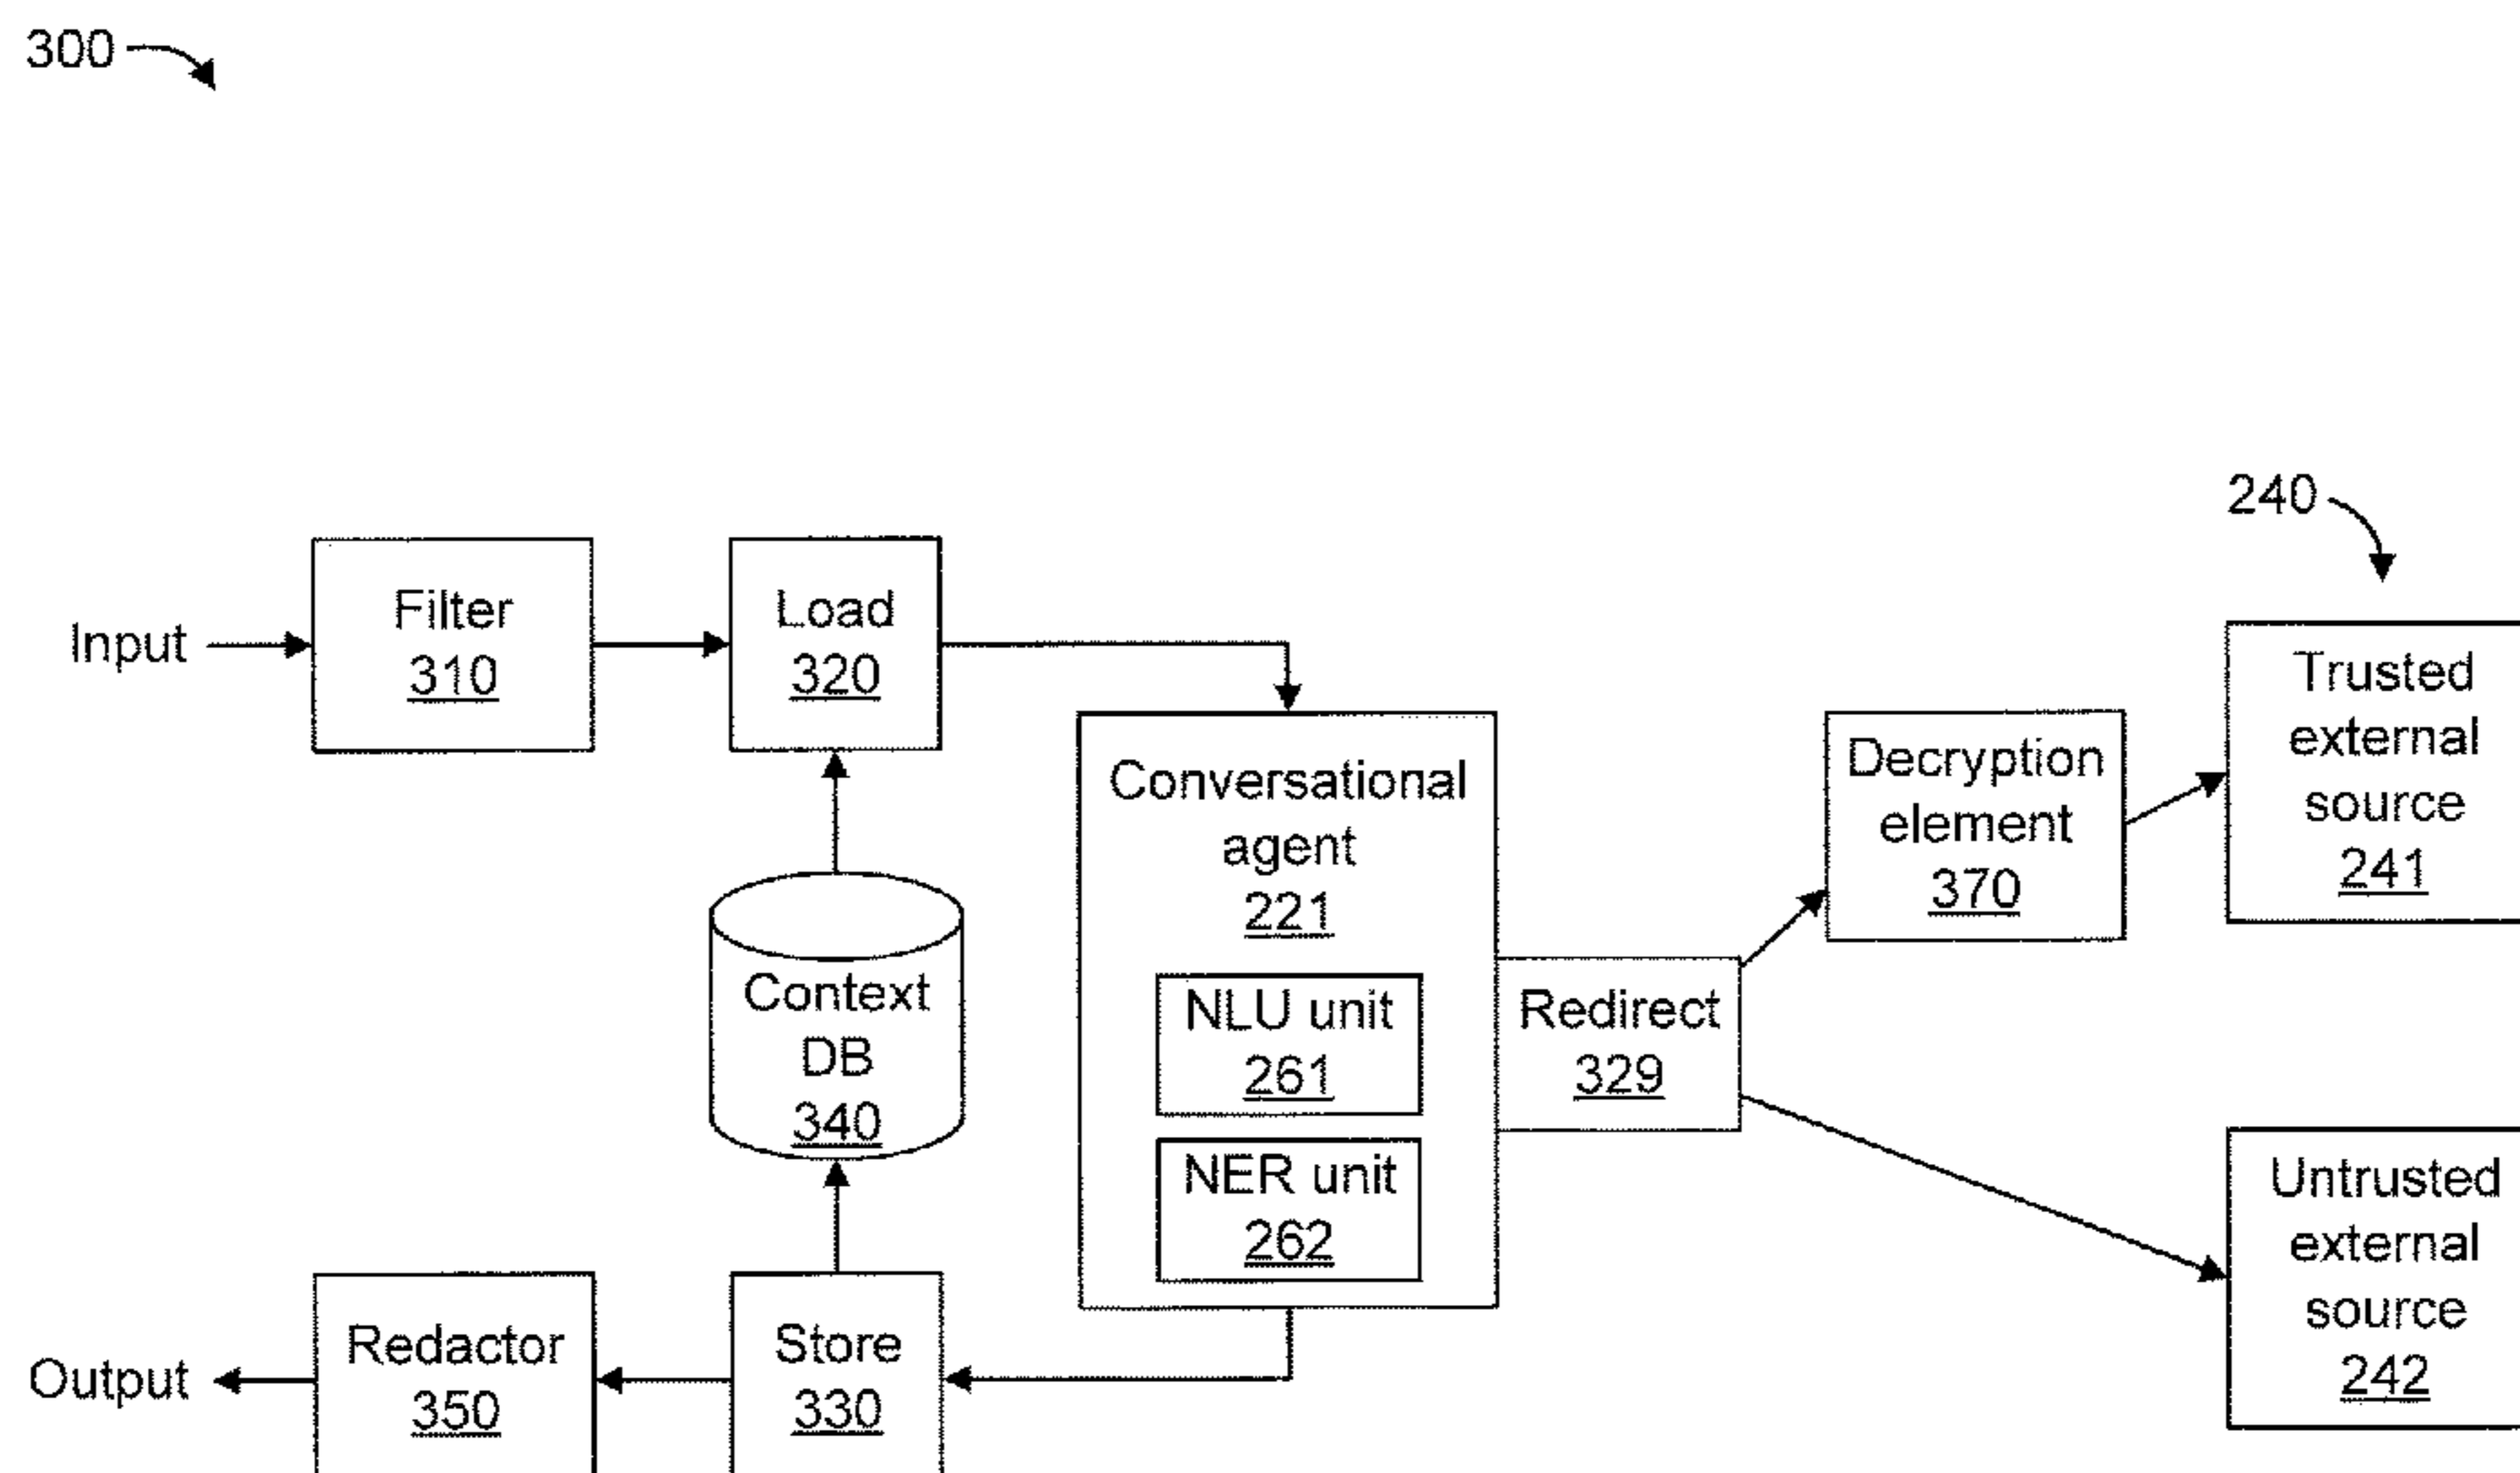 300
240
Input
Filter
310
Load
320
Conversational
agent
221
NLU unit
261
NER unit
262
Redirect
329
Decryption
element
370
Trusted
external
source
241
Untrusted
external
source
242
Context
DB
340
Store
330
Redactor
350
Output